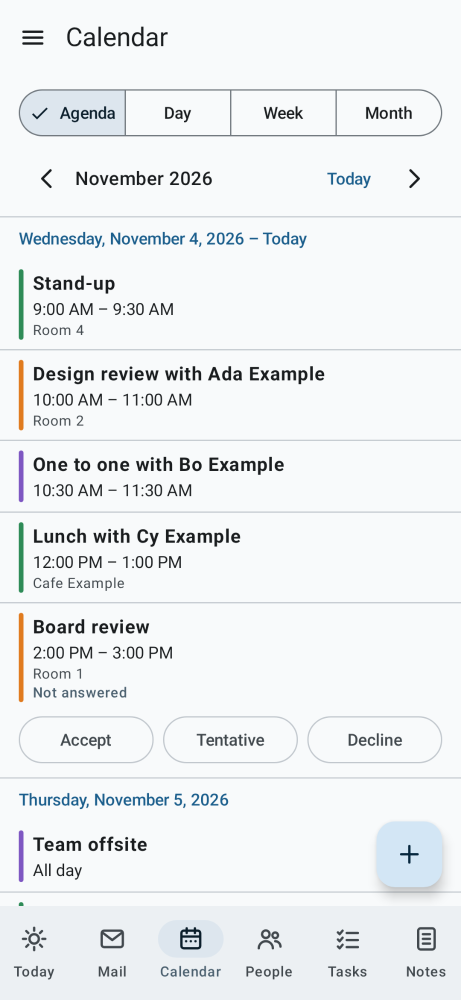 Calendar
Agenda
Day
Week
Month
November 2026
Today
Wednesday, November 4, 2026 – Today
Stand-up
9:00 AM – 9:30 AM
Room 4
Design review with Ada Example
10:00 AM – 11:00 AM
Room 2
One to one with Bo Example
10:30 AM – 11:30 AM
Lunch with Cy Example
12:00 PM – 1:00 PM
Cafe Example
Board review
2:00 PM – 3:00 PM
Room 1
Not answered
Accept
Tentative
Decline
Thursday, November 5, 2026
Team offsite
All day
Today
Mail
Calendar
People
Tasks
Notes